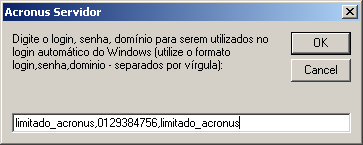 Acronus Servidor
Digite o login, senha, domínio para serem utilizados no
login automático do Windows (utilize o formato
login,senha,dominio - separados por vírgula):
OK
Cancel
limitado_acronus,0129384756,limitado_acronus